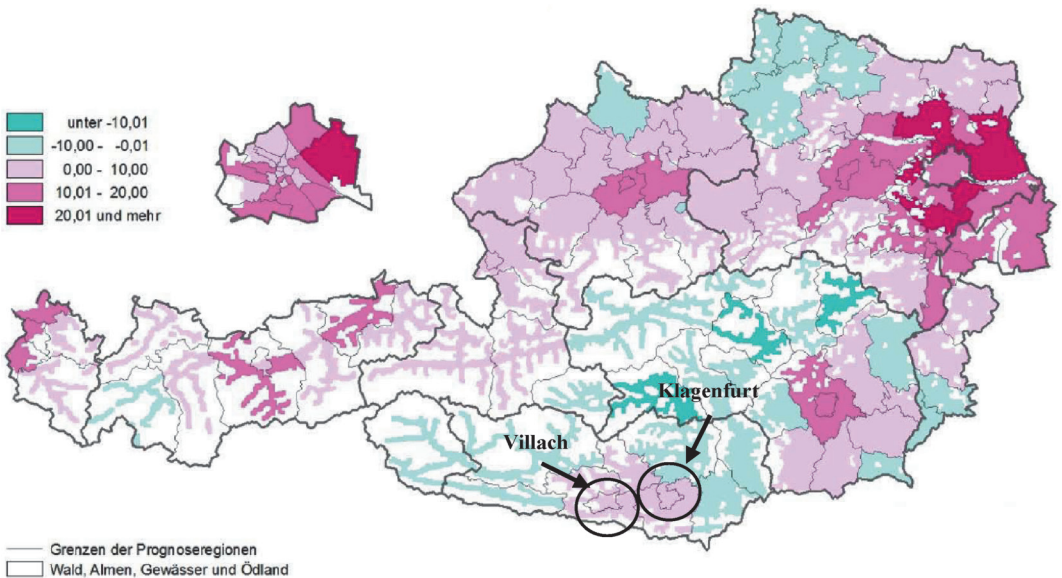 unter -10,01
-10,00 - -0,01
0,00 - 10,00
10,01 - 20,00
20,01 und mehr
Klagenfurt
Villach
Grenzen der Prognoseregionen
Wald, Almen, Gewässer und Ödland